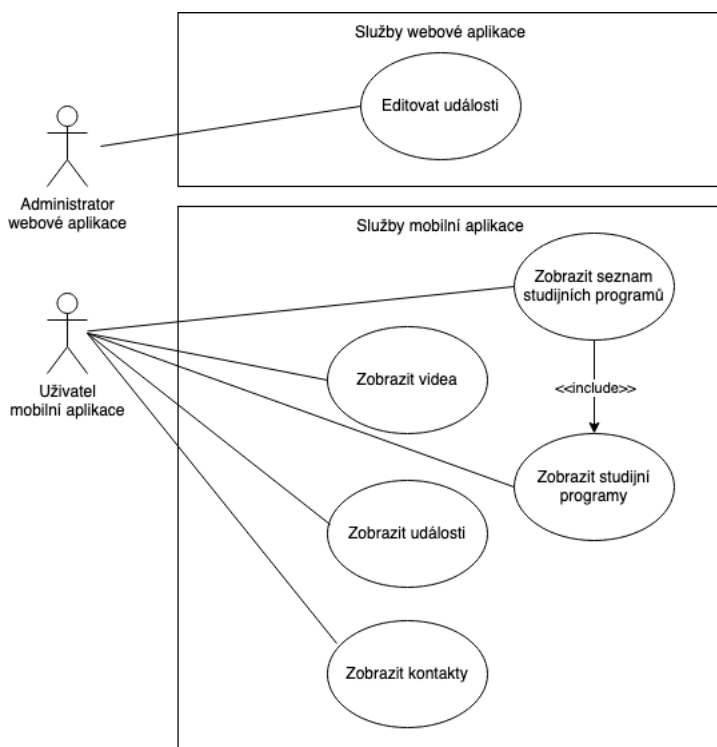 Služby webové aplikace
Editovat události
Administrator
webové aplikace
Služby mobilní aplikace
Zobrazit seznam
studijních programů
Uživatel
mobilní aplikace
Zobrazit videa
<<include>>
Zobrazit studijní
programy
Zobrazit události
Zobrazit kontakty